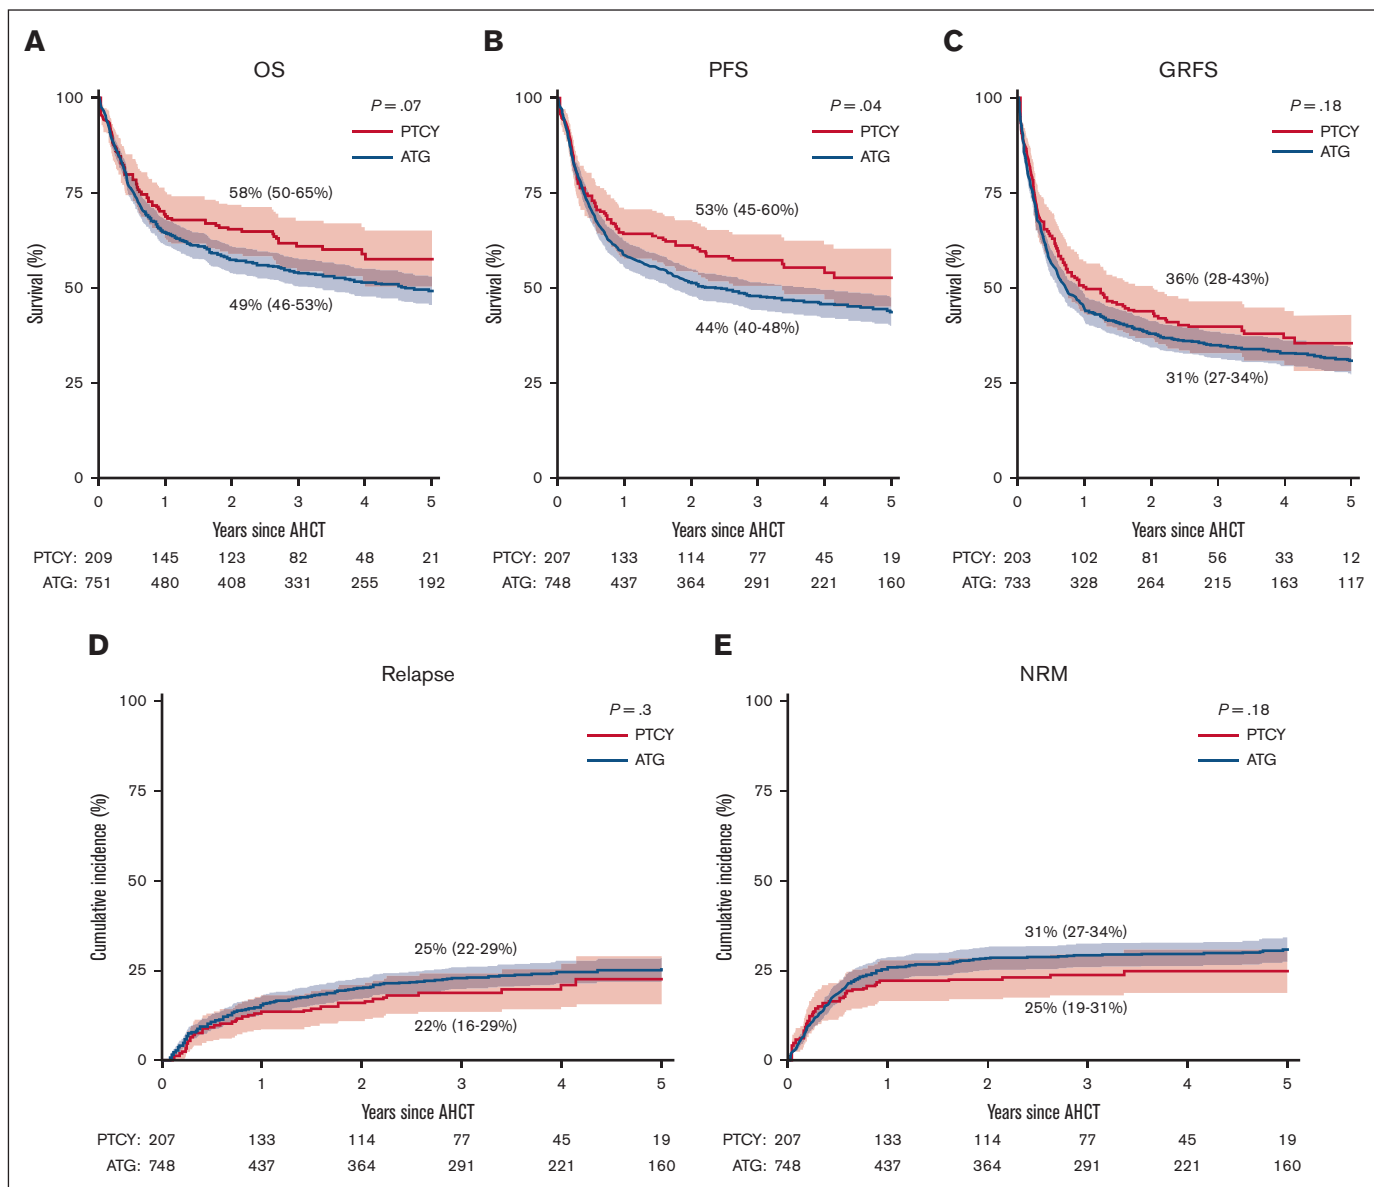 A
OS
P = .07
PTCY
ATG
58% (50-65%)
49% (46-53%)
Survival (%)
100
75
50
25
0
0 1 2 3 4 5
Years since AHCT
PTCY: 209 145 123 82 48 21
ATG: 751 480 408 331 255 192
B
PFS
P = .04
PTCY
ATG
53% (45-60%)
44% (40-48%)
Survival (%)
100
75
50
25
0
0 1 2 3 4 5
Years since AHCT
PTCY: 207 133 114 77 45 19
ATG: 748 437 364 291 221 160
C
GRFS
P = .18
PTCY
ATG
36% (28-43%)
31% (27-34%)
Survival (%)
100
75
50
25
0
0 1 2 3 4 5
Years since AHCT
PTCY: 203 102 81 56 33 12
ATG: 733 328 264 215 163 117
D
Relapse
P = .3
PTCY
ATG
25% (22-29%)
22% (16-29%)
Cumulative incidence (%)
100
75
50
25
0
0 1 2 3 4 5
Years since AHCT
PTCY: 207 133 114 77 45 19
ATG: 748 437 364 291 221 160
E
NRM
P = .18
PTCY
ATG
31% (27-34%)
25% (19-31%)
Cumulative incidence (%)
100
75
50
25
0
0 1 2 3 4 5
Years since AHCT
PTCY: 207 133 114 77 45 19
ATG: 748 437 364 291 221 160